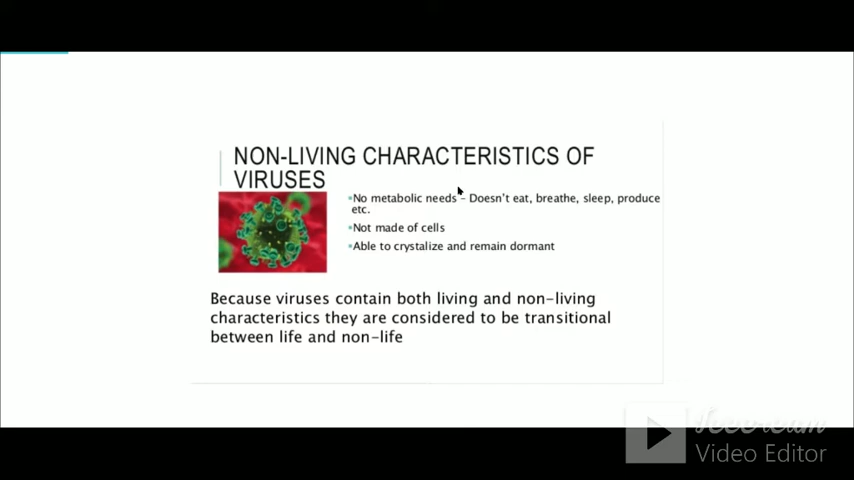 NON-LIVING CHARACTERISTICS OF
VIRUSES
•No metabolic needs – Doesn't eat, breathe, sleep, produce
etc.
•Not made of cells
•Able to crystalize and remain dormant
Because viruses contain both living and non-living
characteristics they are considered to be transitional
between life and non-life
Video Editor